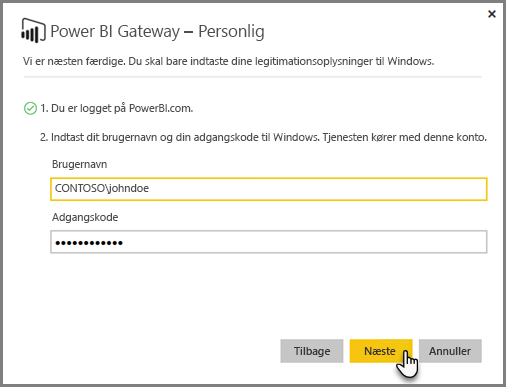 Power BI Gateway – Personlig
Vi er næsten færdige. Du skal bare indtaste dine legitimationsoplysninger til Windows.
1. Du er logget på PowerBI.com.
2. Indtast dit brugernavn og din adgangskode til Windows. Tjenesten kører med denne konto.
Brugernavn
CONTOSO\johndoe
Adgangskode
••••••••••••
Tilbage Næste Annuller